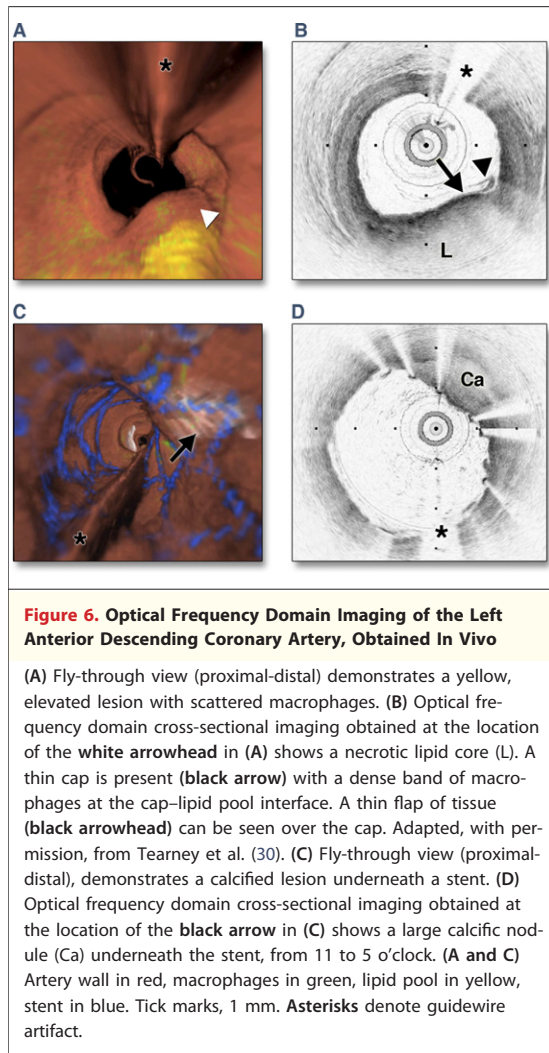 A
B
*
*
L
C
D
Ca
*
*
Figure 6. Optical Frequency Domain Imaging of the Left
Anterior Descending Coronary Artery, Obtained In Vivo
(A) Fly-through view (proximal-distal) demonstrates a yellow,
elevated lesion with scattered macrophages. (B) Optical fre-
quency domain cross-sectional imaging obtained at the location
of the white arrowhead in (A) shows a necrotic lipid core (L). A
thin cap is present (black arrow) with a dense band of macro-
phages at the cap–lipid pool interface. A thin flap of tissue
(black arrowhead) can be seen over the cap. Adapted, with per-
mission, from Tearney et al. (30). (C) Fly-through view (proximal-
distal), demonstrates a calcified lesion underneath a stent. (D)
Optical frequency domain cross-sectional imaging obtained at
the location of the black arrow in (C) shows a large calcific nod-
ule (Ca) underneath the stent, from 11 to 5 o'clock. (A and C)
Artery wall in red, macrophages in green, lipid pool in yellow,
stent in blue. Tick marks, 1 mm. Asterisks denote guidewire
artifact.